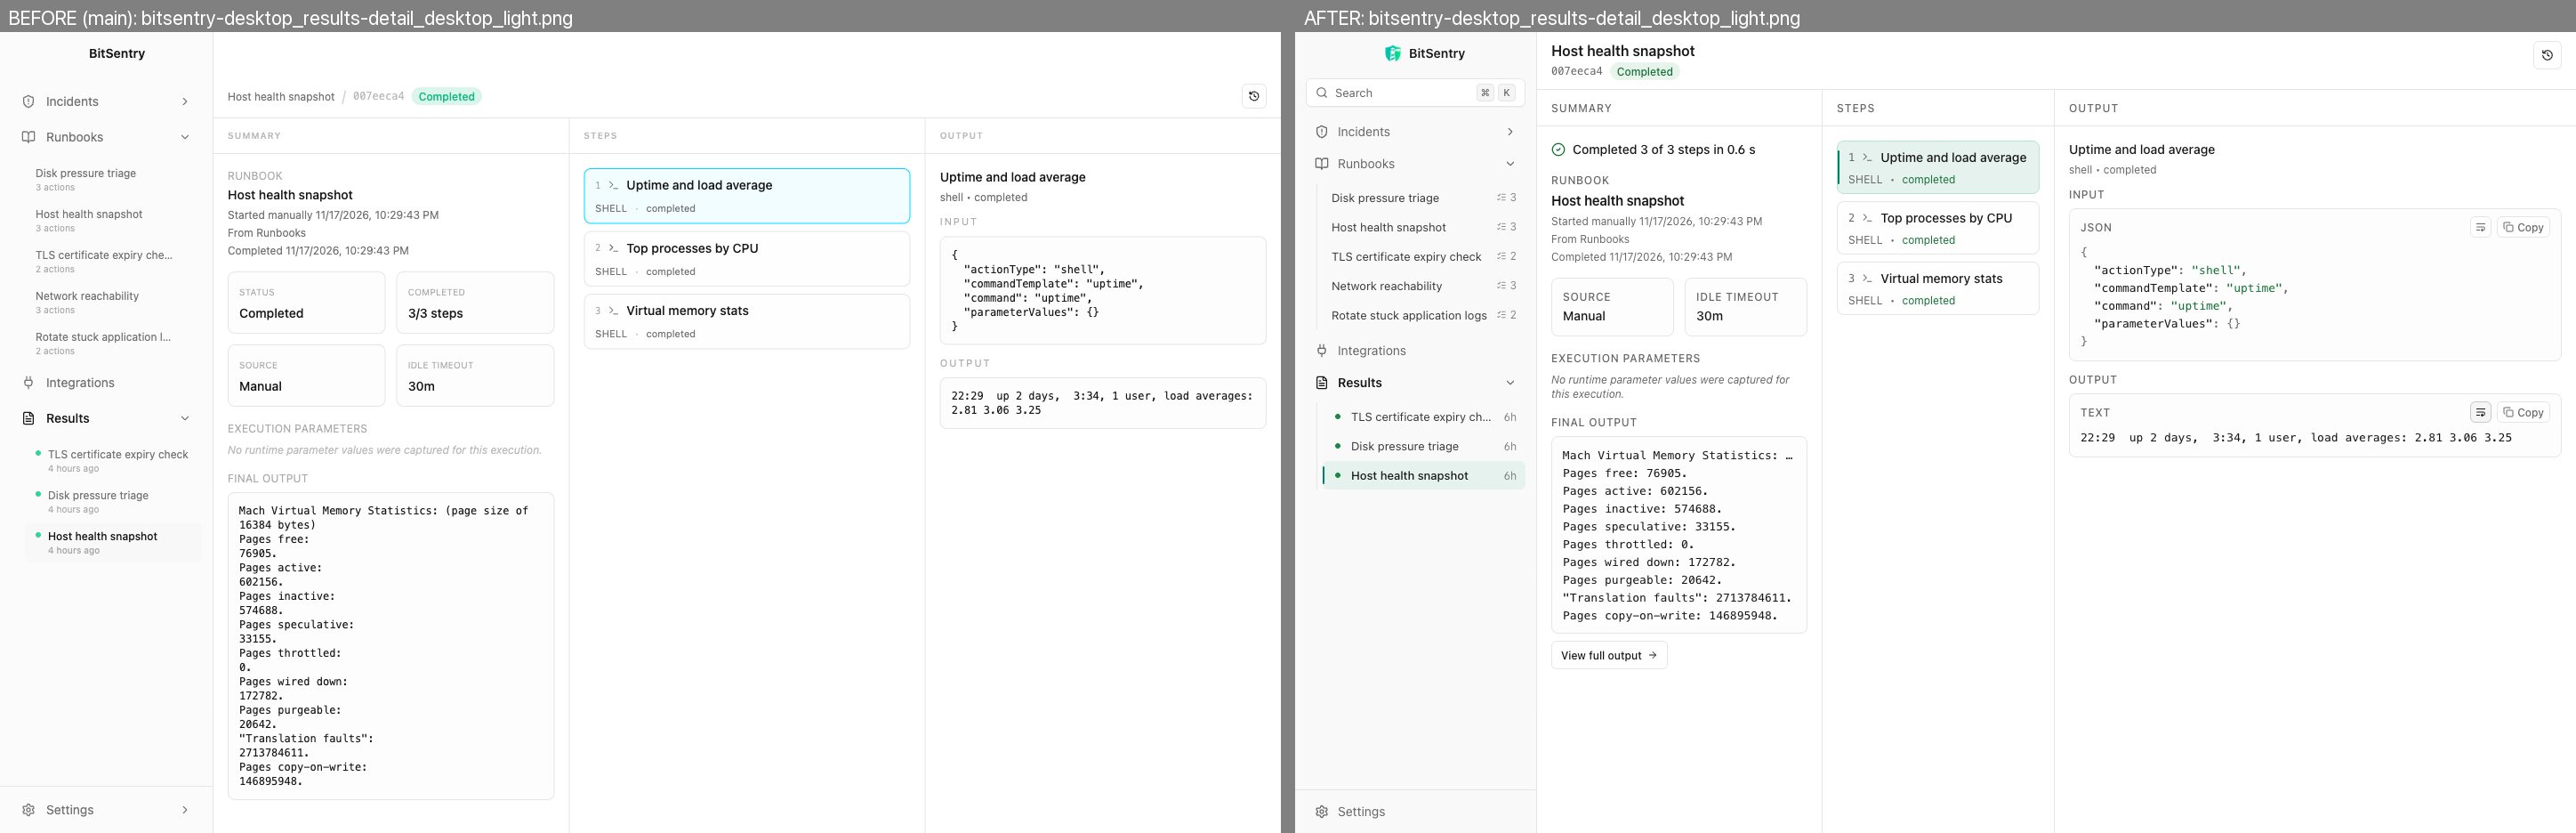 BEFORE (main): bitsentry-desktop_results-detail_desktop_light.png
BitSentry
Incidents
Runbooks
Disk pressure triage
3 actions
Host health snapshot
3 actions
TLS certificate expiry che...
2 actions
Network reachability
3 actions
Rotate stuck application l...
2 actions
Integrations
Results
TLS certificate expiry check
4 hours ago
Disk pressure triage
4 hours ago
Host health snapshot
4 hours ago
Settings
Host health snapshot / 007eeca4 Completed
SUMMARY
RUNBOOK
Host health snapshot
Started manually 11/17/2026, 10:29:43 PM
From Runbooks
Completed 11/17/2026, 10:29:43 PM
STATUS
Completed
COMPLETED
3/3 steps
SOURCE
Manual
IDLE TIMEOUT
30m
EXECUTION PARAMETERS
No runtime parameter values were captured for this execution.
FINAL OUTPUT
Mach Virtual Memory Statistics: (page size of
16384 bytes)
Pages free:
76905.
Pages active:
602156.
Pages inactive:
574688.
Pages speculative:
33155.
Pages throttled:
0.
Pages wired down:
172782.
Pages purgeable:
20642.
"Translation faults":
2713784611.
Pages copy-on-write:
146895948.
STEPS
1 >_ Uptime and load average
SHELL · completed
2 >_ Top processes by CPU
SHELL · completed
3 >_ Virtual memory stats
SHELL · completed
OUTPUT
Uptime and load average
shell • completed
INPUT
{
"actionType": "shell",
"commandTemplate": "uptime",
"command": "uptime",
"parameterValues": {}
}
OUTPUT
22:29  up 2 days,  3:34, 1 user, load averages:
2.81 3.06 3.25
AFTER: bitsentry-desktop_results-detail_desktop_light.png
BitSentry
Search ⌘ K
Incidents
Runbooks
Disk pressure triage 3
Host health snapshot 3
TLS certificate expiry check 2
Network reachability 3
Rotate stuck application logs 2
Integrations
Results
TLS certificate expiry ch... 6h
Disk pressure triage 6h
Host health snapshot 6h
Settings
Host health snapshot
007eeca4 Completed
SUMMARY
Completed 3 of 3 steps in 0.6 s
RUNBOOK
Host health snapshot
Started manually 11/17/2026, 10:29:43 PM
From Runbooks
Completed 11/17/2026, 10:29:43 PM
SOURCE
Manual
IDLE TIMEOUT
30m
EXECUTION PARAMETERS
No runtime parameter values were captured for
this execution.
FINAL OUTPUT
Mach Virtual Memory Statistics: …
Pages free: 76905.
Pages active: 602156.
Pages inactive: 574688.
Pages speculative: 33155.
Pages throttled: 0.
Pages wired down: 172782.
Pages purgeable: 20642.
"Translation faults": 2713784611.
Pages copy-on-write: 146895948.
View full output →
STEPS
1 >_ Uptime and load average
SHELL • completed
2 >_ Top processes by CPU
SHELL • completed
3 >_ Virtual memory stats
SHELL • completed
OUTPUT
Uptime and load average
shell • completed
INPUT
JSON Copy
{
"actionType": "shell",
"commandTemplate": "uptime",
"command": "uptime",
"parameterValues": {}
}
OUTPUT
TEXT Copy
22:29  up 2 days,  3:34, 1 user, load averages: 2.81 3.06 3.25